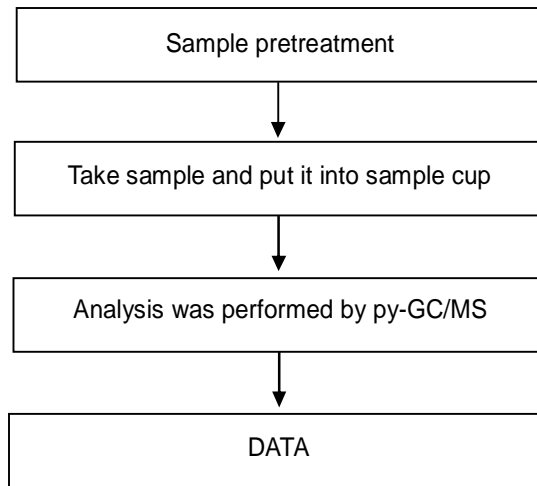 Sample pretreatment
Take sample and put it into sample cup
Analysis was performed by py-GC/MS
DATA